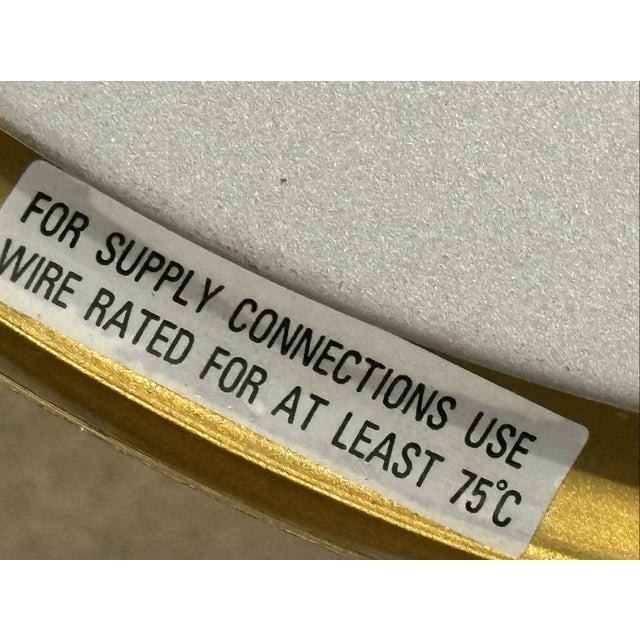 FOR SUPPLY CONNECTIONS USE
WIRE RATED FOR AT LEAST 75°C